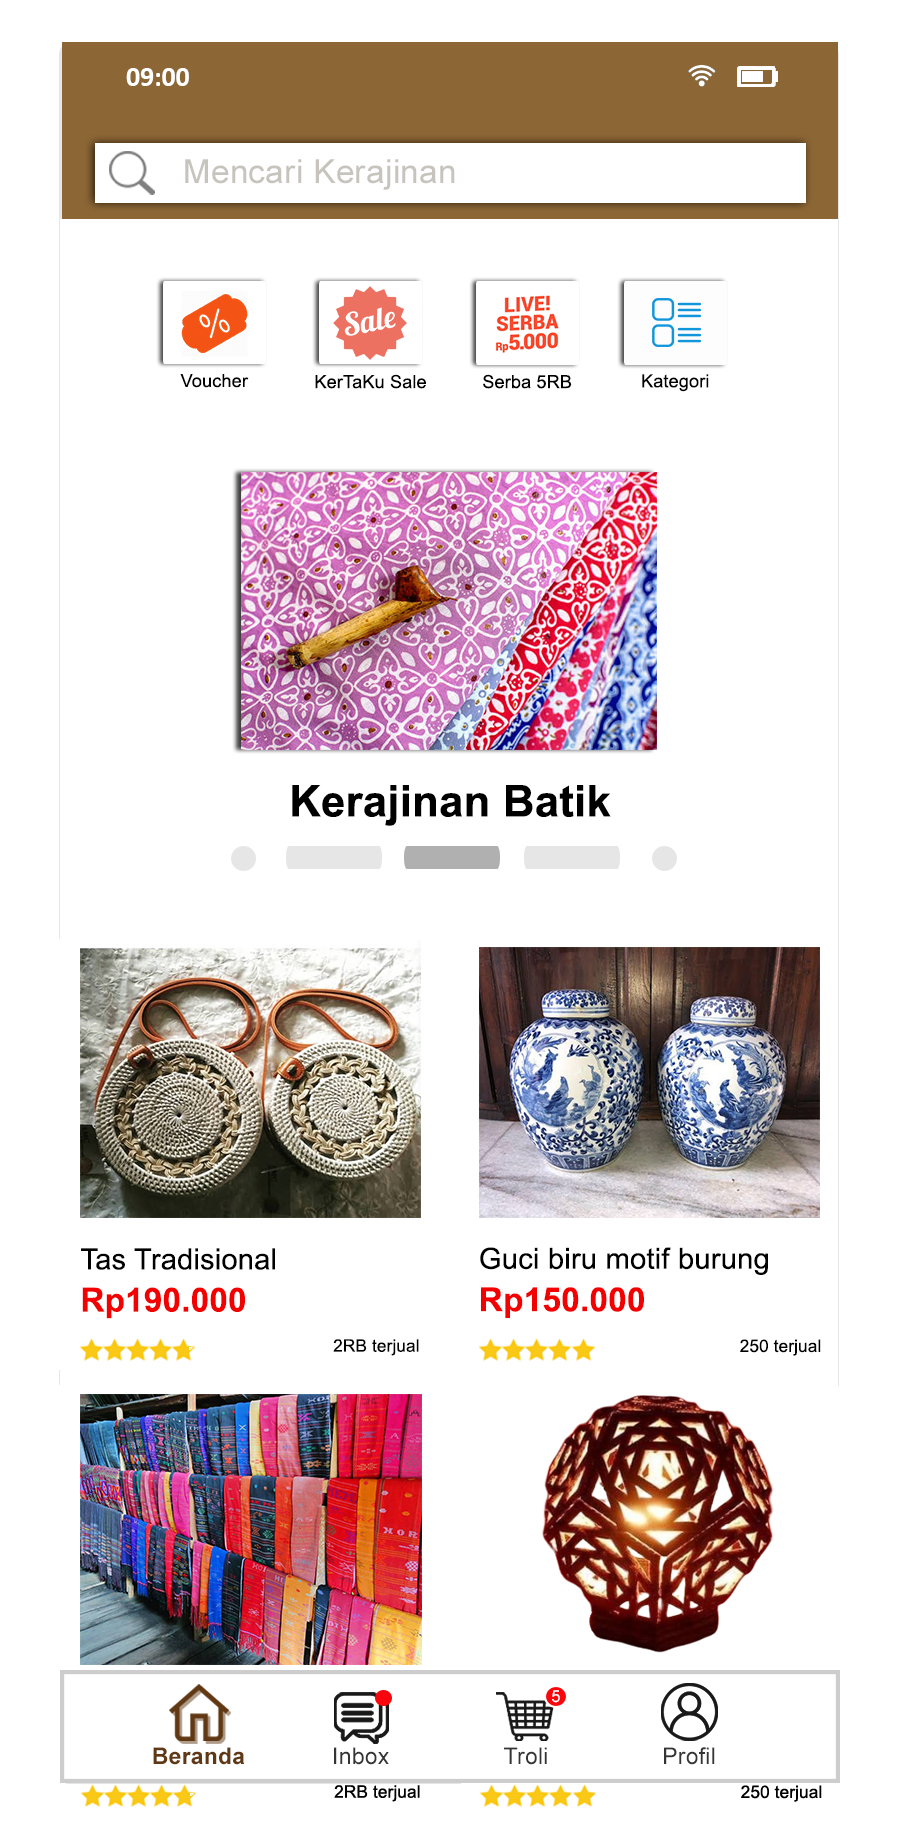 09:00
Mencari Kerajinan
%
Sale
LIVE!
SERBA
Rp5.000
Voucher
KerTaKu Sale
Serba 5RB
Kategori
Kerajinan Batik
Tas Tradisional
Rp190.000
2RB terjual
Guci biru motif burung
Rp150.000
250 terjual
5
Beranda
Inbox
Troli
Profil
2RB terjual
250 terjual